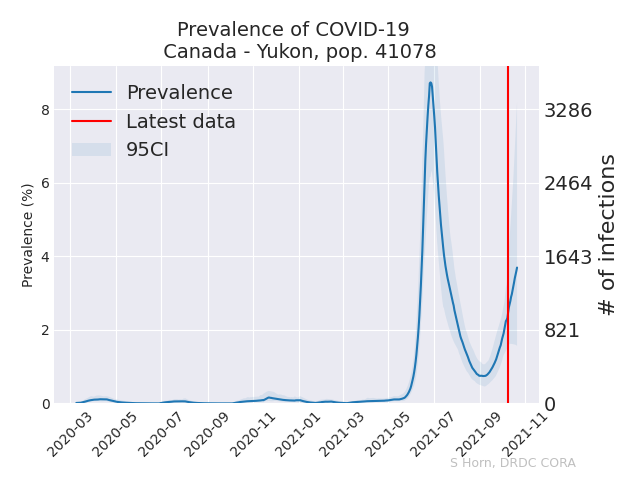 Prevalence of COVID-19
Canada - Yukon, pop. 41078
Prevalence
Latest data
95CI
Prevalence (%)
8
6
4
2
0
3286
2464
1643
821
0
# of infections
2020-03
2020-05
2020-07
2020-09
2020-11
2021-01
2021-03
2021-05
2021-07
2021-09
2021-11
S Horn, DRDC CORA